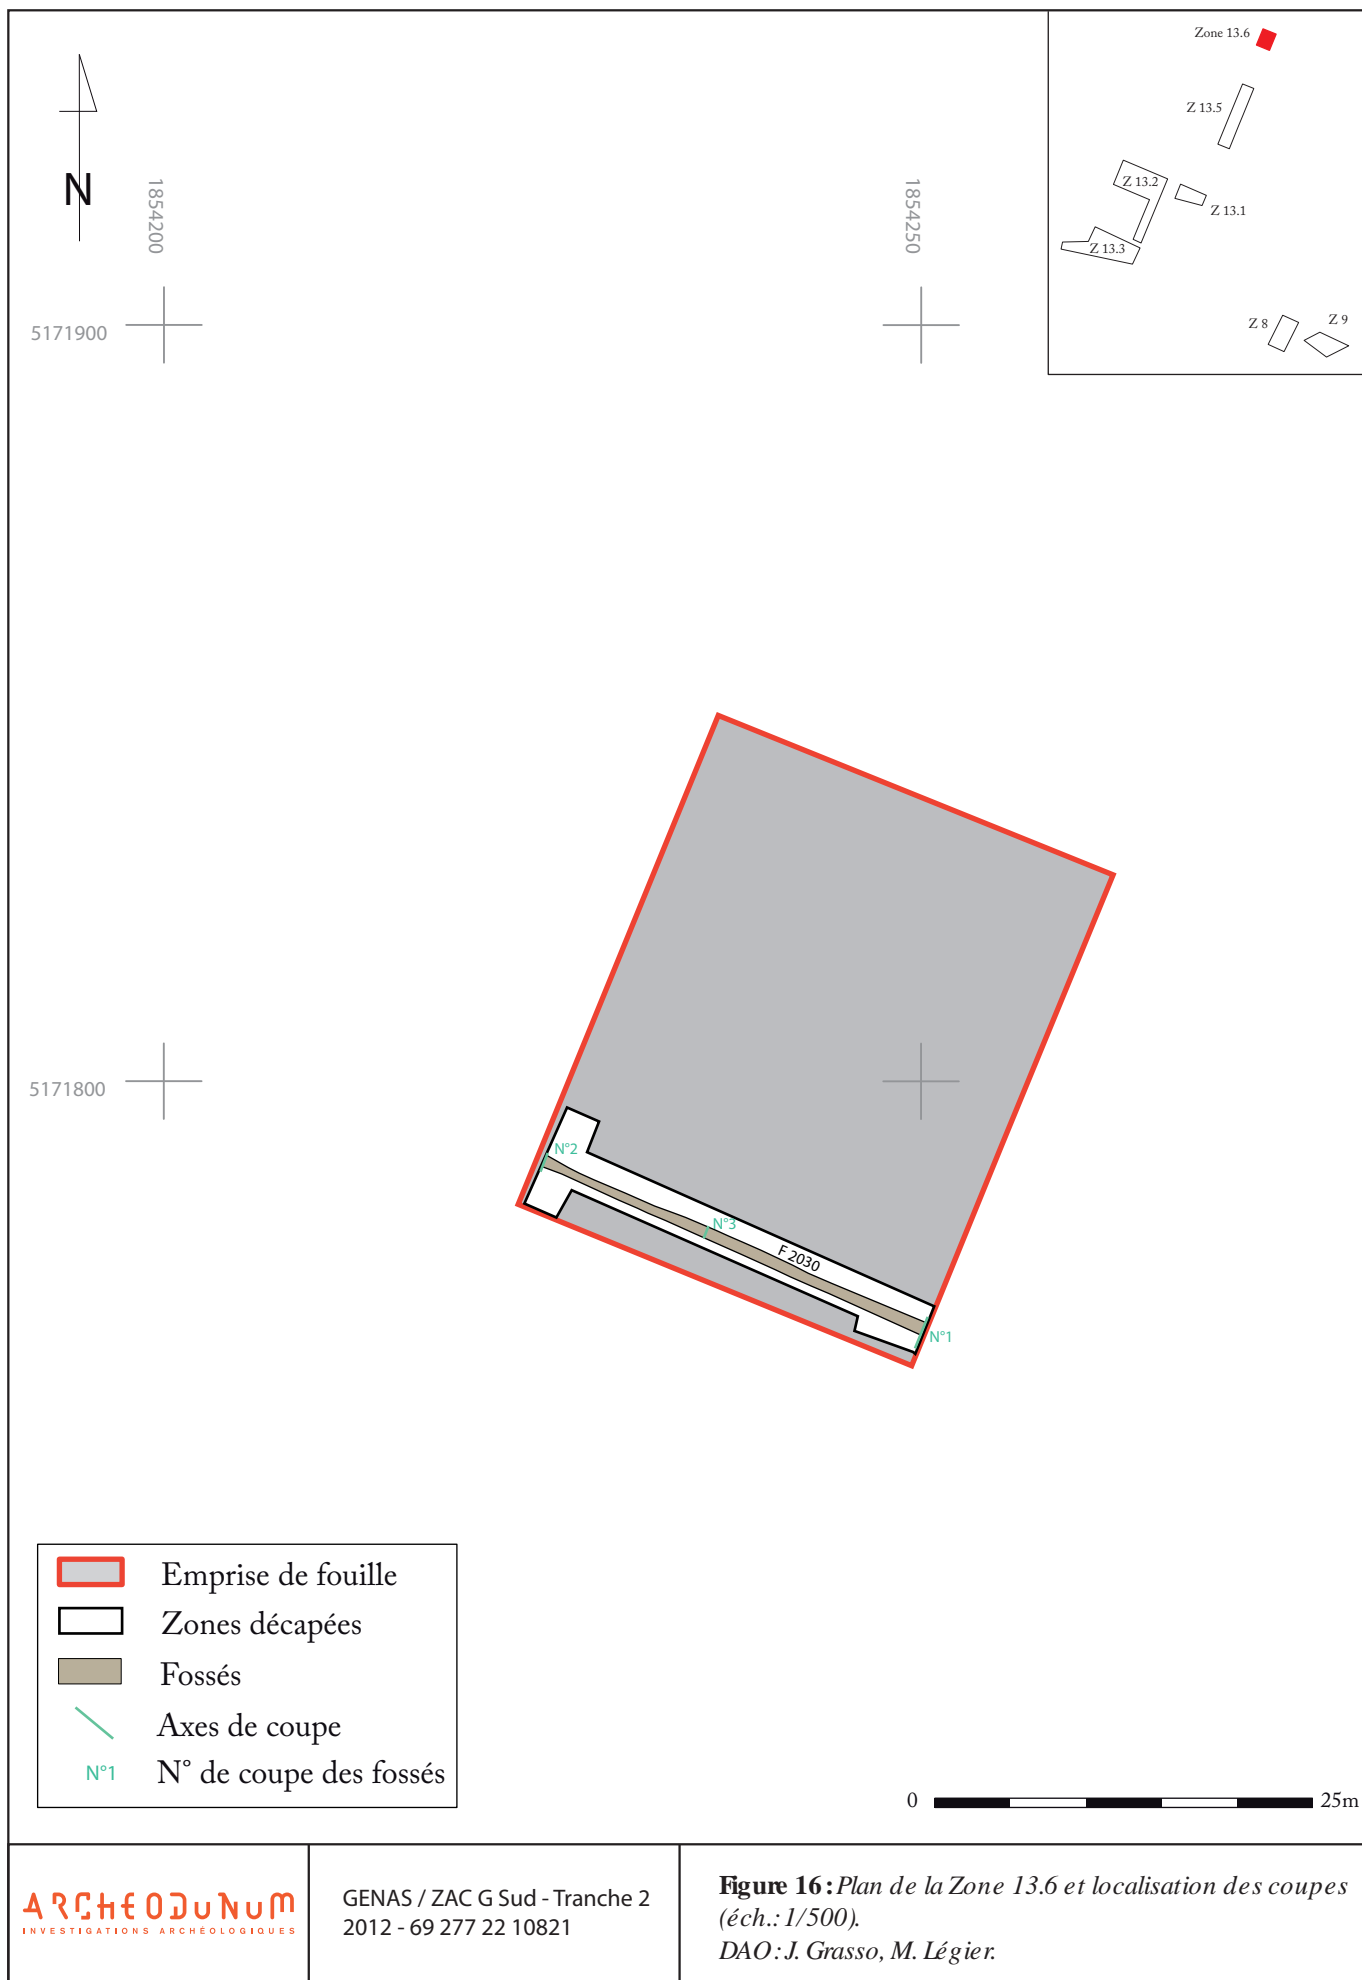 Zone 13.6
Z 13.5
Z 13.2
Z 13.1
Z 13.3
Z 8
Z 9
N
1854200
1854250
5171900
5171800
N°2
N°3
F 2030
N°1
Emprise de fouille
Zones décapées
Fossés
Axes de coupe
N°1 N° de coupe des fossés
0 25m
ARCHEODUNUM
INVESTIGATIONS ARCHÉOLOGIQUES
GENAS / ZAC G Sud - Tranche 2
2012 - 69 277 22 10821
Figure 16 : Plan de la Zone 13.6 et localisation des coupes
(éch.: 1/500).
DAO : J. Grasso, M. Légier.